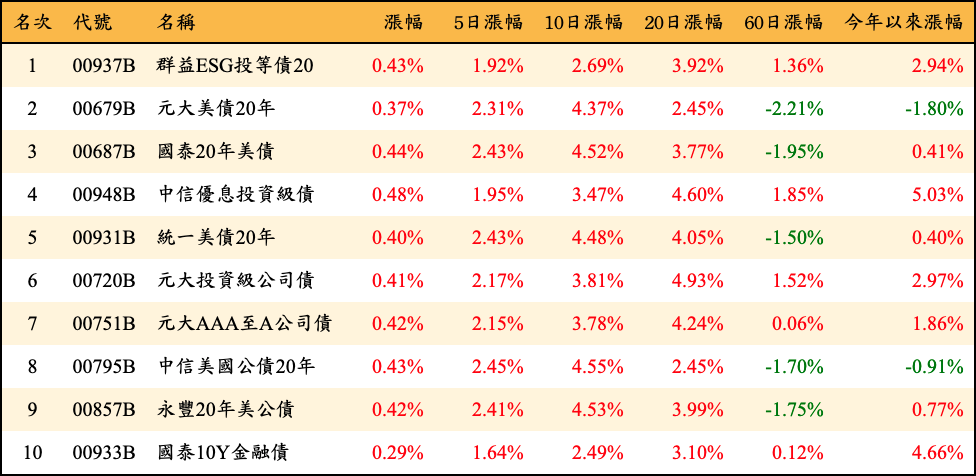 名次 代號 名稱 漲幅 5日漲幅 10日漲幅 20日漲幅 60日漲幅 今年以來漲幅
1 00937B 群益ESG投等債20 0.43% 1.92% 2.69% 3.92% 1.36% 2.94%
2 00679B 元大美債20年 0.37% 2.31% 4.37% 2.45% -2.21% -1.80%
3 00687B 國泰20年美債 0.44% 2.43% 4.52% 3.77% -1.95% 0.41%
4 00948B 中信優息投資級債 0.48% 1.95% 3.47% 4.60% 1.85% 5.03%
5 00931B 統一美債20年 0.40% 2.43% 4.48% 4.05% -1.50% 0.40%
6 00720B 元大投資級公司債 0.41% 2.17% 3.81% 4.93% 1.52% 2.97%
7 00751B 元大AAA至A公司債 0.42% 2.15% 3.78% 4.24% 0.06% 1.86%
8 00795B 中信美國公債20年 0.43% 2.45% 4.55% 2.45% -1.70% -0.91%
9 00857B 永豐20年美公債 0.42% 2.41% 4.53% 3.99% -1.75% 0.77%
10 00933B 國泰10Y金融債 0.29% 1.64% 2.49% 3.10% 0.12% 4.66%